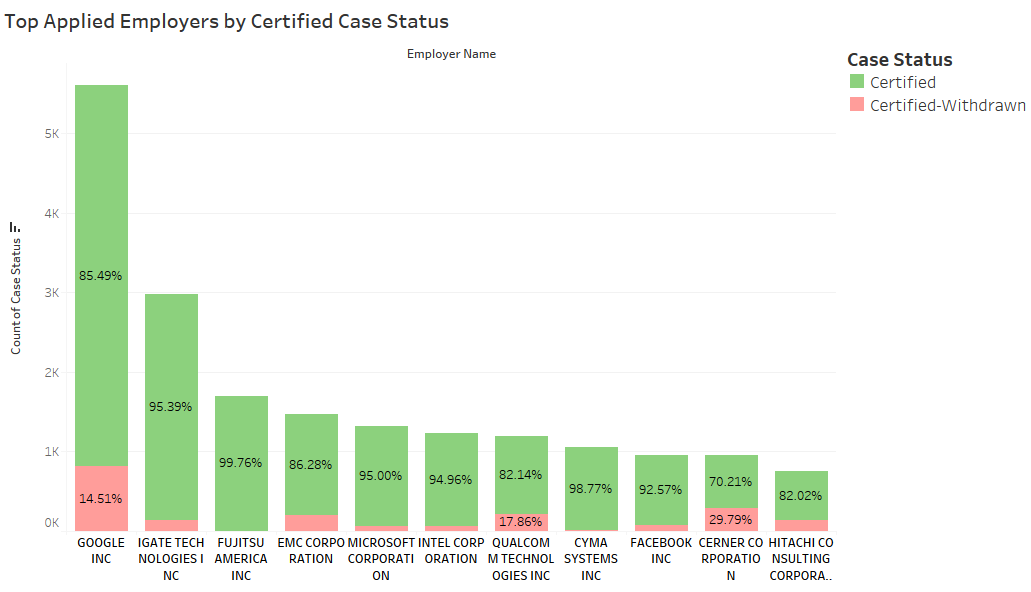 Top Applied Employers by Certified Case Status
Employer Name
Case Status
Certified
Certified-Withdrawn
Count of Case Status
5K
4K
3K
2K
1K
0K
85.49%
14.51%
95.39%
99.76%
86.28%
95.00%
94.96%
82.14%
17.86%
98.77%
92.57%
70.21%
29.79%
82.02%
GOOGLE
INC
IGATE TECH
NOLOGIES I
NC
FUJITSU
AMERICA
INC
EMC CORPO
RATION
MICROSOFT
CORPORATI
ON
INTEL CORP
ORATION
QUALCOM
M TECHNOL
OGIES INC
CYMA
SYSTEMS
INC
FACEBOOK
INC
CERNER CO
RPORATIO
N
HITACHI CO
NSULTING
CORPORA..